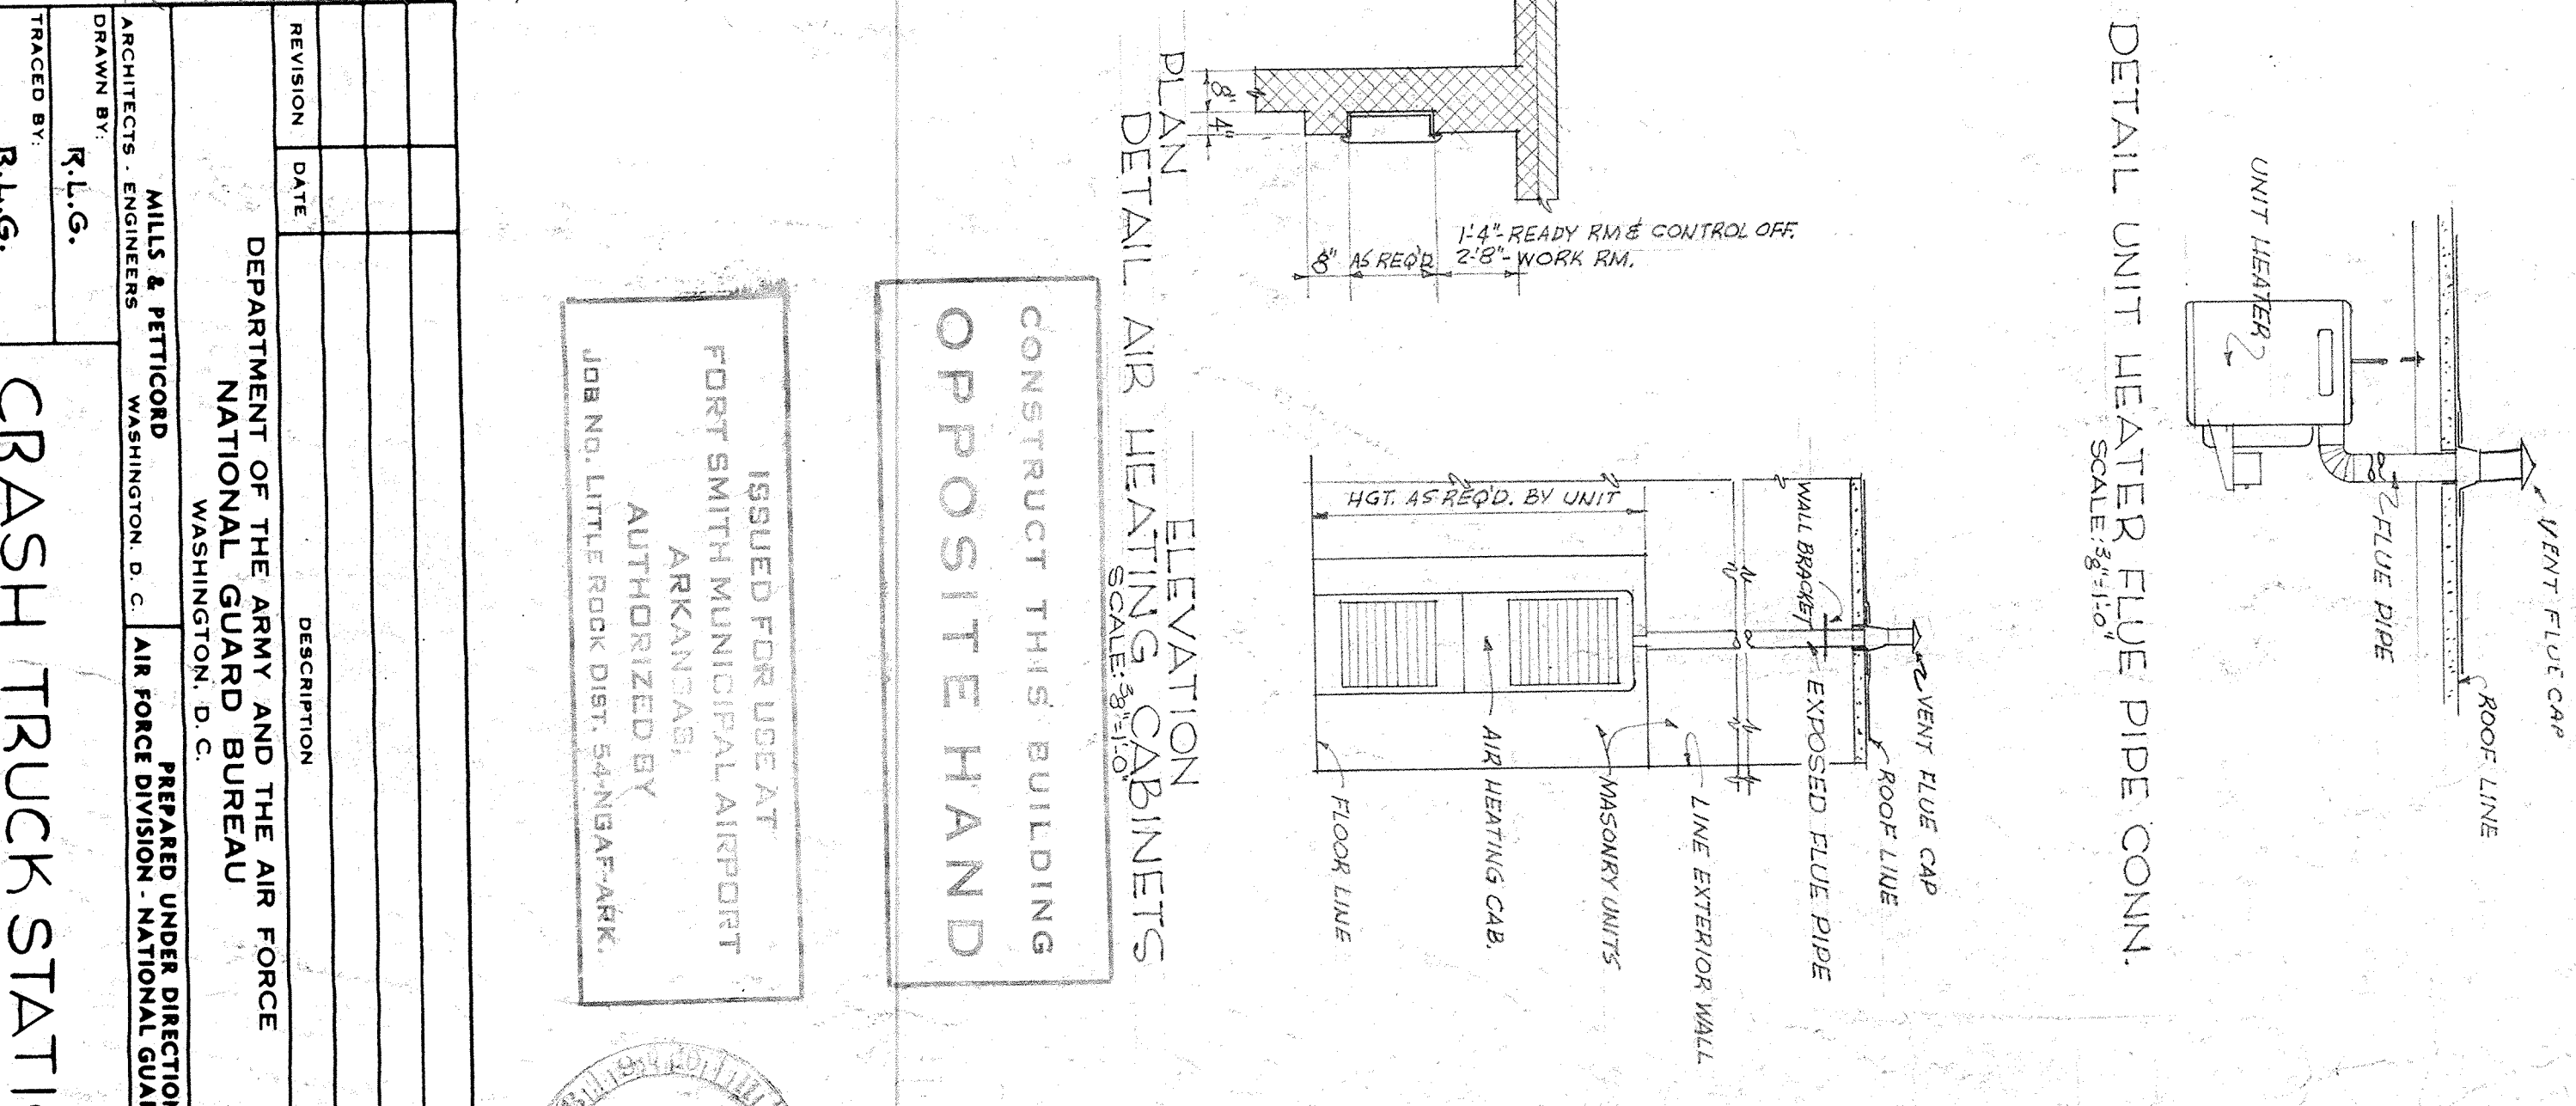 VENT FLUE CAP
ROOF LINE
FLUE PIPE
UNIT HEATER
DETAIL UNIT HEATER FLUE PIPE CONN.
SCALE: 3/8"=1'-0"
VENT FLUE CAP
ROOF LINE
EXPOSED FLUE PIPE
WALL BRACKET
LINE EXTERIOR WALL
MASONRY UNITS
AIR HEATING CAB.
FLOOR LINE
HGT. AS REQ'D. BY UNIT
1'-4"-READY RM & CONTROL OFF.
2'-8"-WORK RM.
8"
AS REQ'D
8"
4"
PLAN
ELEVATION
DETAIL AIR HEATING CABINETS
SCALE: 3/8"=1'-0"
CONSTRUCT THIS BUILDING
OPPOSITE HAND
ISSUED FOR USE AT
FORT SMITH MUNICIPAL AIRPORT
ARKANSAS,
AUTHORIZED BY
JOB NO. LITTLE ROCK DIST. 54-NGAF-ARK.
REVISION
DATE
DESCRIPTION
DEPARTMENT OF THE ARMY AND THE AIR FORCE
NATIONAL GUARD BUREAU
WASHINGTON, D.C.
MILLS & PETTICORD
ARCHITECTS - ENGINEERS
WASHINGTON, D. C.
PREPARED UNDER DIRECTION
AIR FORCE DIVISION - NATIONAL GUA
DRAWN BY:
R.L.G.
TRACED BY:
R.L.G.
CRASH TRUCK STATI